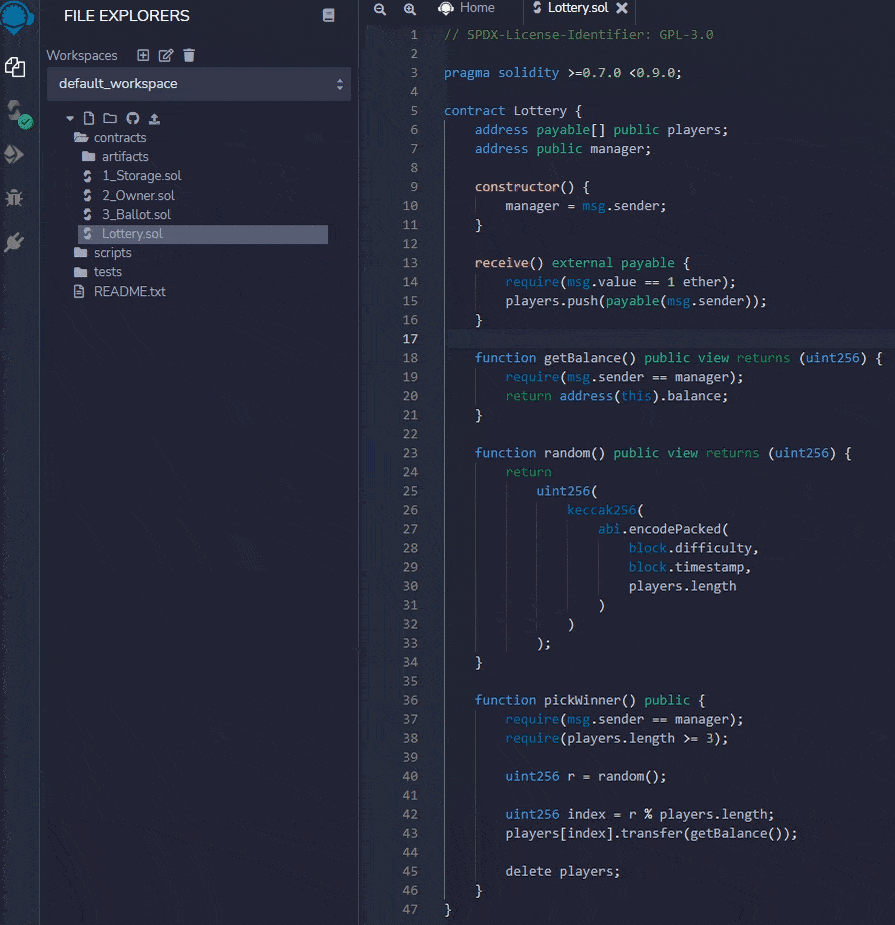 FILE EXPLORERS
Workspaces
default_workspace
contracts
artifacts
1_Storage.sol
2_Owner.sol
3_Ballot.sol
Lottery.sol
scripts
tests
README.txt
Home
Lottery.sol
1 // SPDX-License-Identifier: GPL-3.0
2
3 pragma solidity >=0.7.0 <0.9.0;
4
5 contract Lottery {
6     address payable[] public players;
7     address public manager;
8
9     constructor() {
10         manager = msg.sender;
11     }
12
13     receive() external payable {
14         require(msg.value == 1 ether);
15         players.push(payable(msg.sender));
16     }
17
18     function getBalance() public view returns (uint256) {
19         require(msg.sender == manager);
20         return address(this).balance;
21     }
22
23     function random() public view returns (uint256) {
24         return
25             uint256(
26                 keccak256(
27                     abi.encodePacked(
28                         block.difficulty,
29                         block.timestamp,
30                         players.length
31                     )
32                 )
33             );
34     }
35
36     function pickWinner() public {
37         require(msg.sender == manager);
38         require(players.length >= 3);
39
40         uint256 r = random();
41
42         uint256 index = r % players.length;
43         players[index].transfer(getBalance());
44
45         delete players;
46     }
47 }